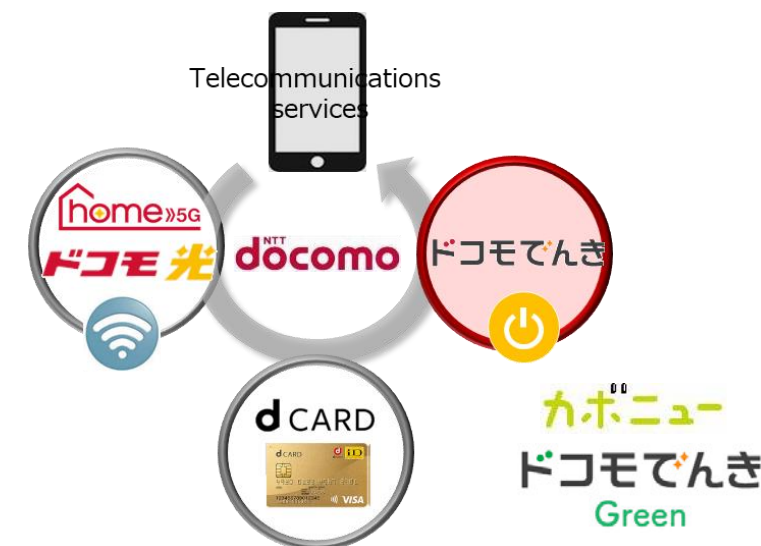 Telecommunications
services
home»5G
ドコモ光
NTT
döcomo
ドコモでんき
d CARD
d CARD
d iD
VISA
カボニュー
ドコモでんき
Green